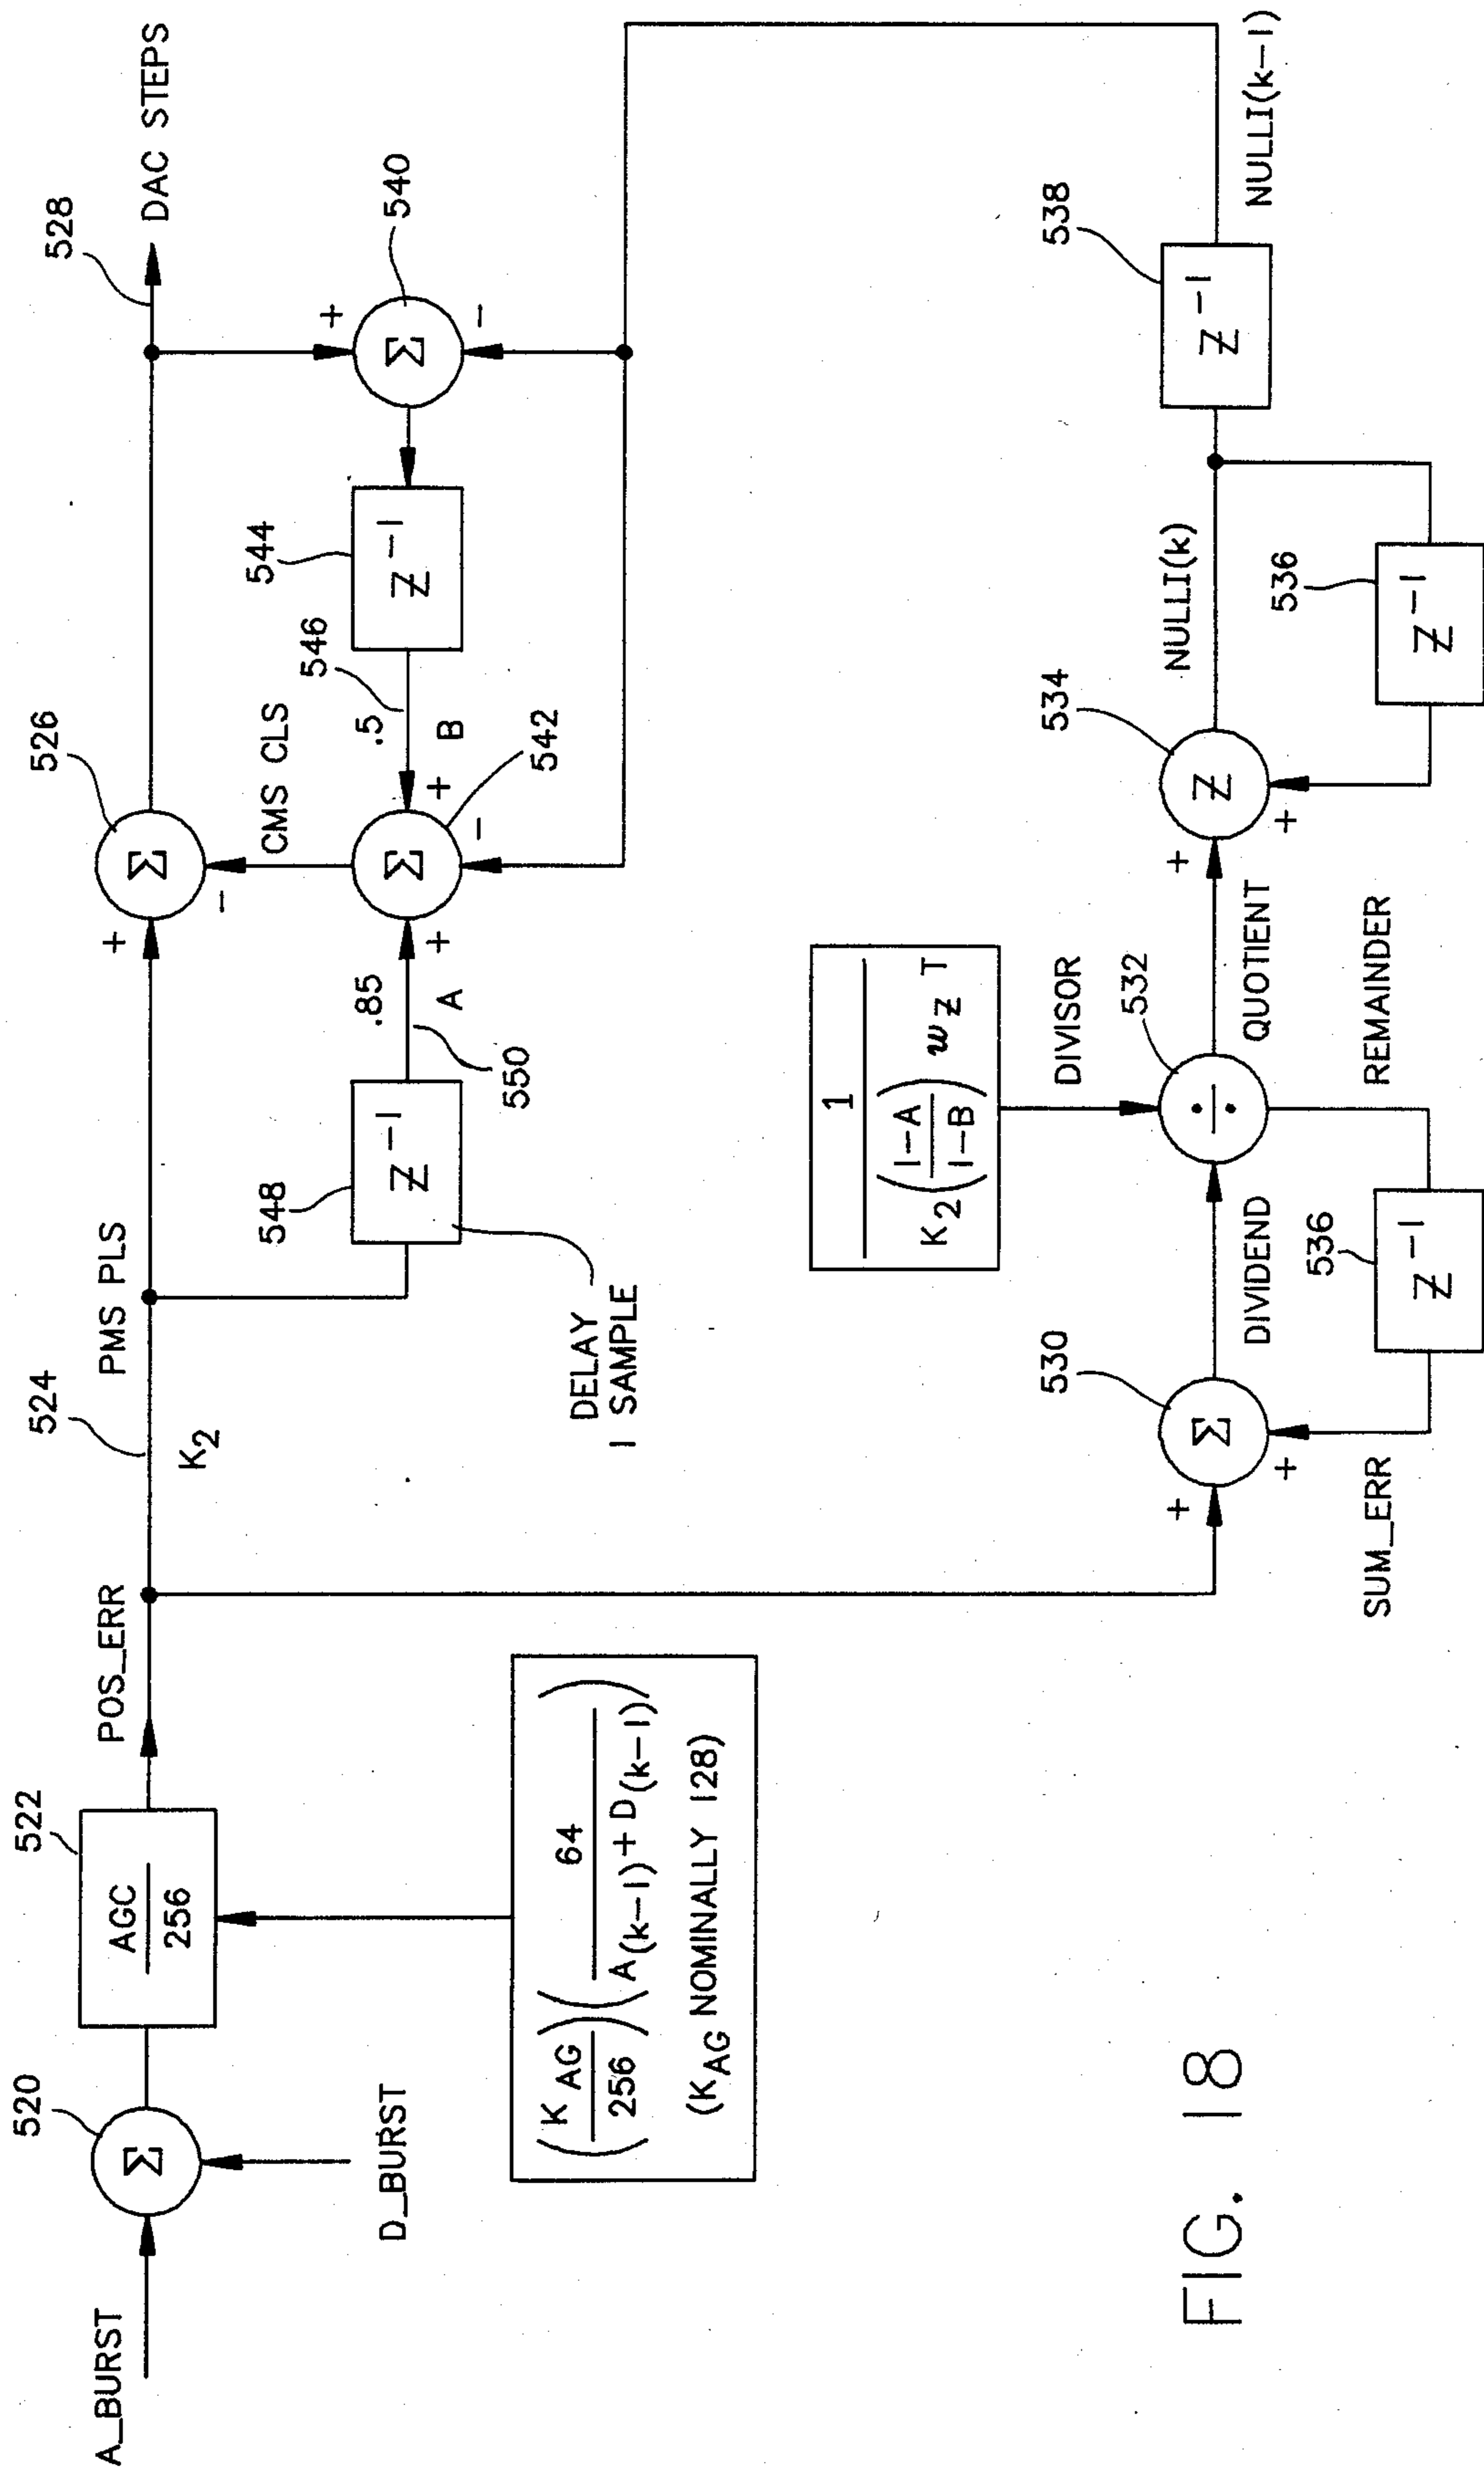 A_BURST
520
Σ
D_BURST
522
AGC
256
POS_ERR
(K AG / 256) (64 / A(k-1) + D(k-1))
(KAG NOMINALLY 128)
524
K2
PMS PLS
548
Z-1
DELAY
1 SAMPLE
.85
A
550
526
+
-
Σ
CMS CLS
542
Σ
+
+
-
546
.5
B
544
Z-1
540
Σ
+
-
528
DAC STEPS
530
Σ
+
+
SUM_ERR
DIVIDEND
536
Z-1
1
K2 (1-A / 1-B) wZ T
DIVISOR
532
÷
QUOTIENT
REMAINDER
534
Z
+
+
NULLI(k)
536
Z-1
538
Z-1
NULLI(k-1)
FIG. 18